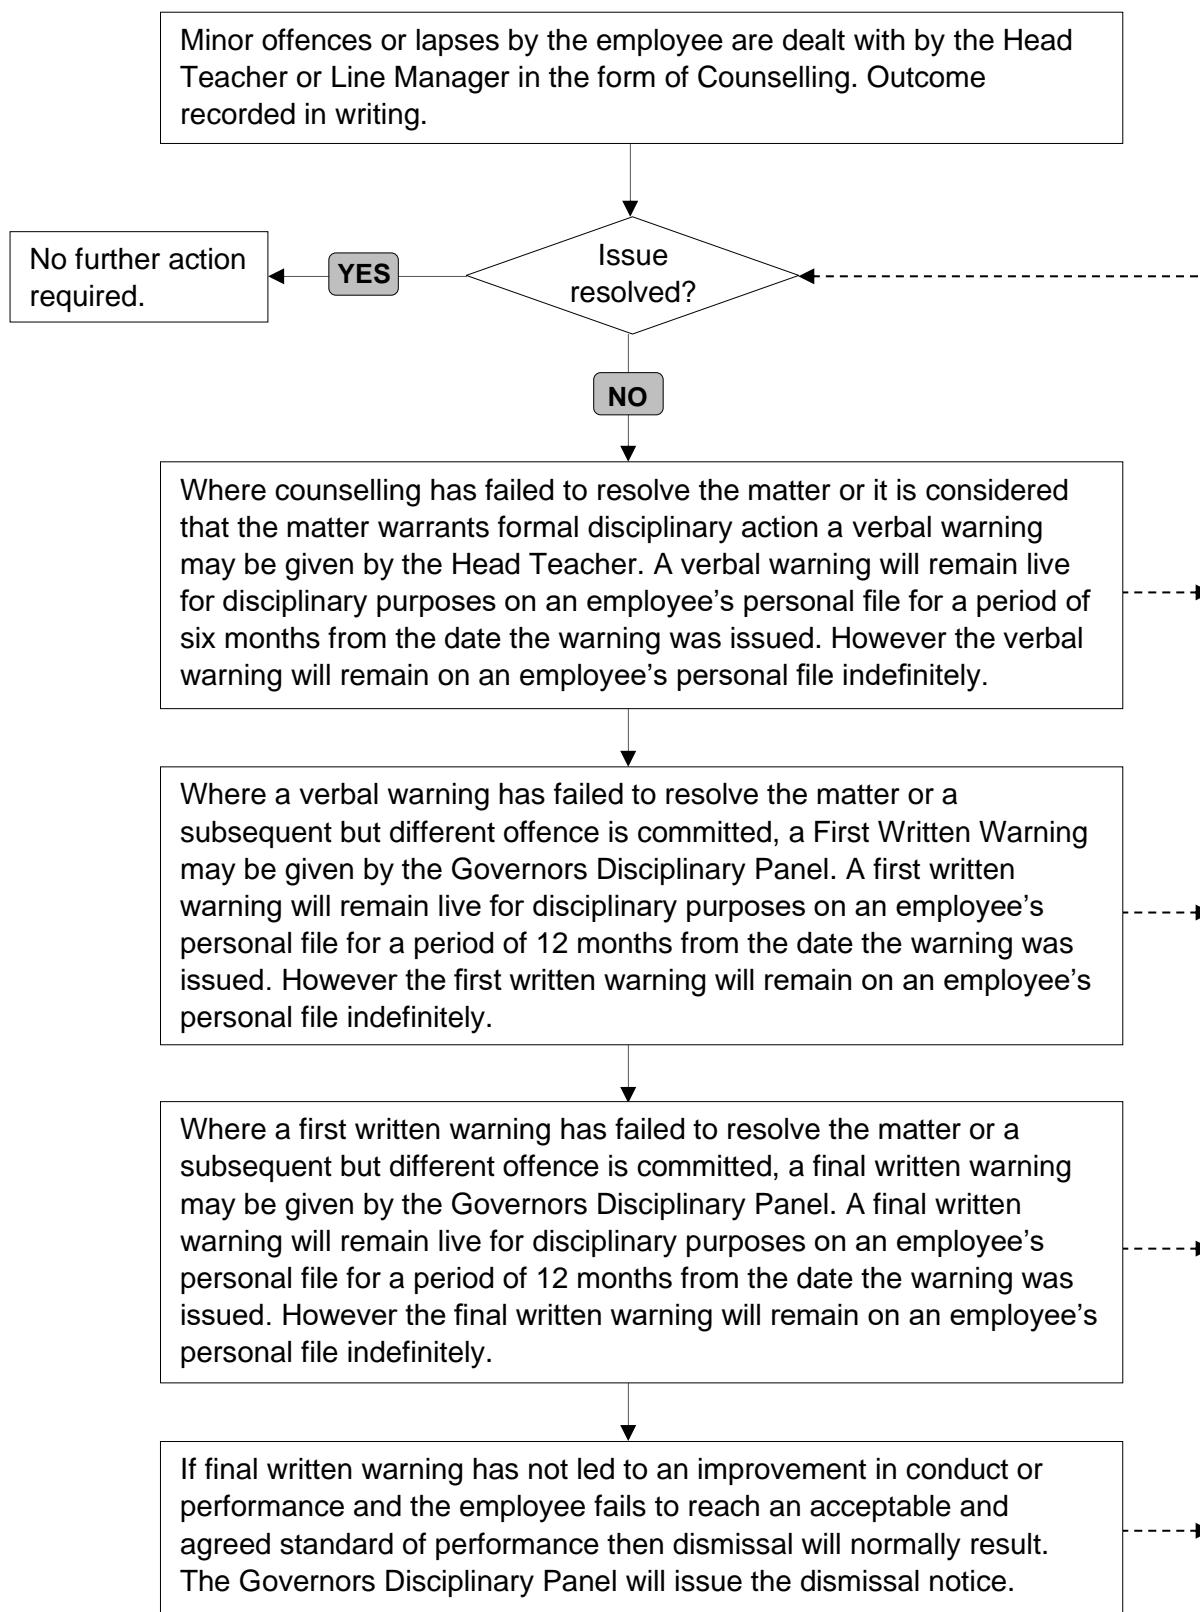 Minor offences or lapses by the employee are dealt with by the Head
Teacher or Line Manager in the form of Counselling. Outcome
recorded in writing.
No further action
required.
YES
Issue
resolved?
NO
Where counselling has failed to resolve the matter or it is considered
that the matter warrants formal disciplinary action a verbal warning
may be given by the Head Teacher. A verbal warning will remain live
for disciplinary purposes on an employee’s personal file for a period of
six months from the date the warning was issued. However the verbal
warning will remain on an employee’s personal file indefinitely.
Where a verbal warning has failed to resolve the matter or a
subsequent but different offence is committed, a First Written Warning
may be given by the Governors Disciplinary Panel. A first written
warning will remain live for disciplinary purposes on an employee’s
personal file for a period of 12 months from the date the warning was
issued. However the first written warning will remain on an employee’s
personal file indefinitely.
Where a first written warning has failed to resolve the matter or a
subsequent but different offence is committed, a final written warning
may be given by the Governors Disciplinary Panel. A final written
warning will remain live for disciplinary purposes on an employee’s
personal file for a period of 12 months from the date the warning was
issued. However the final written warning will remain on an employee’s
personal file indefinitely.
If final written warning has not led to an improvement in conduct or
performance and the employee fails to reach an acceptable and
agreed standard of performance then dismissal will normally result.
The Governors Disciplinary Panel will issue the dismissal notice.